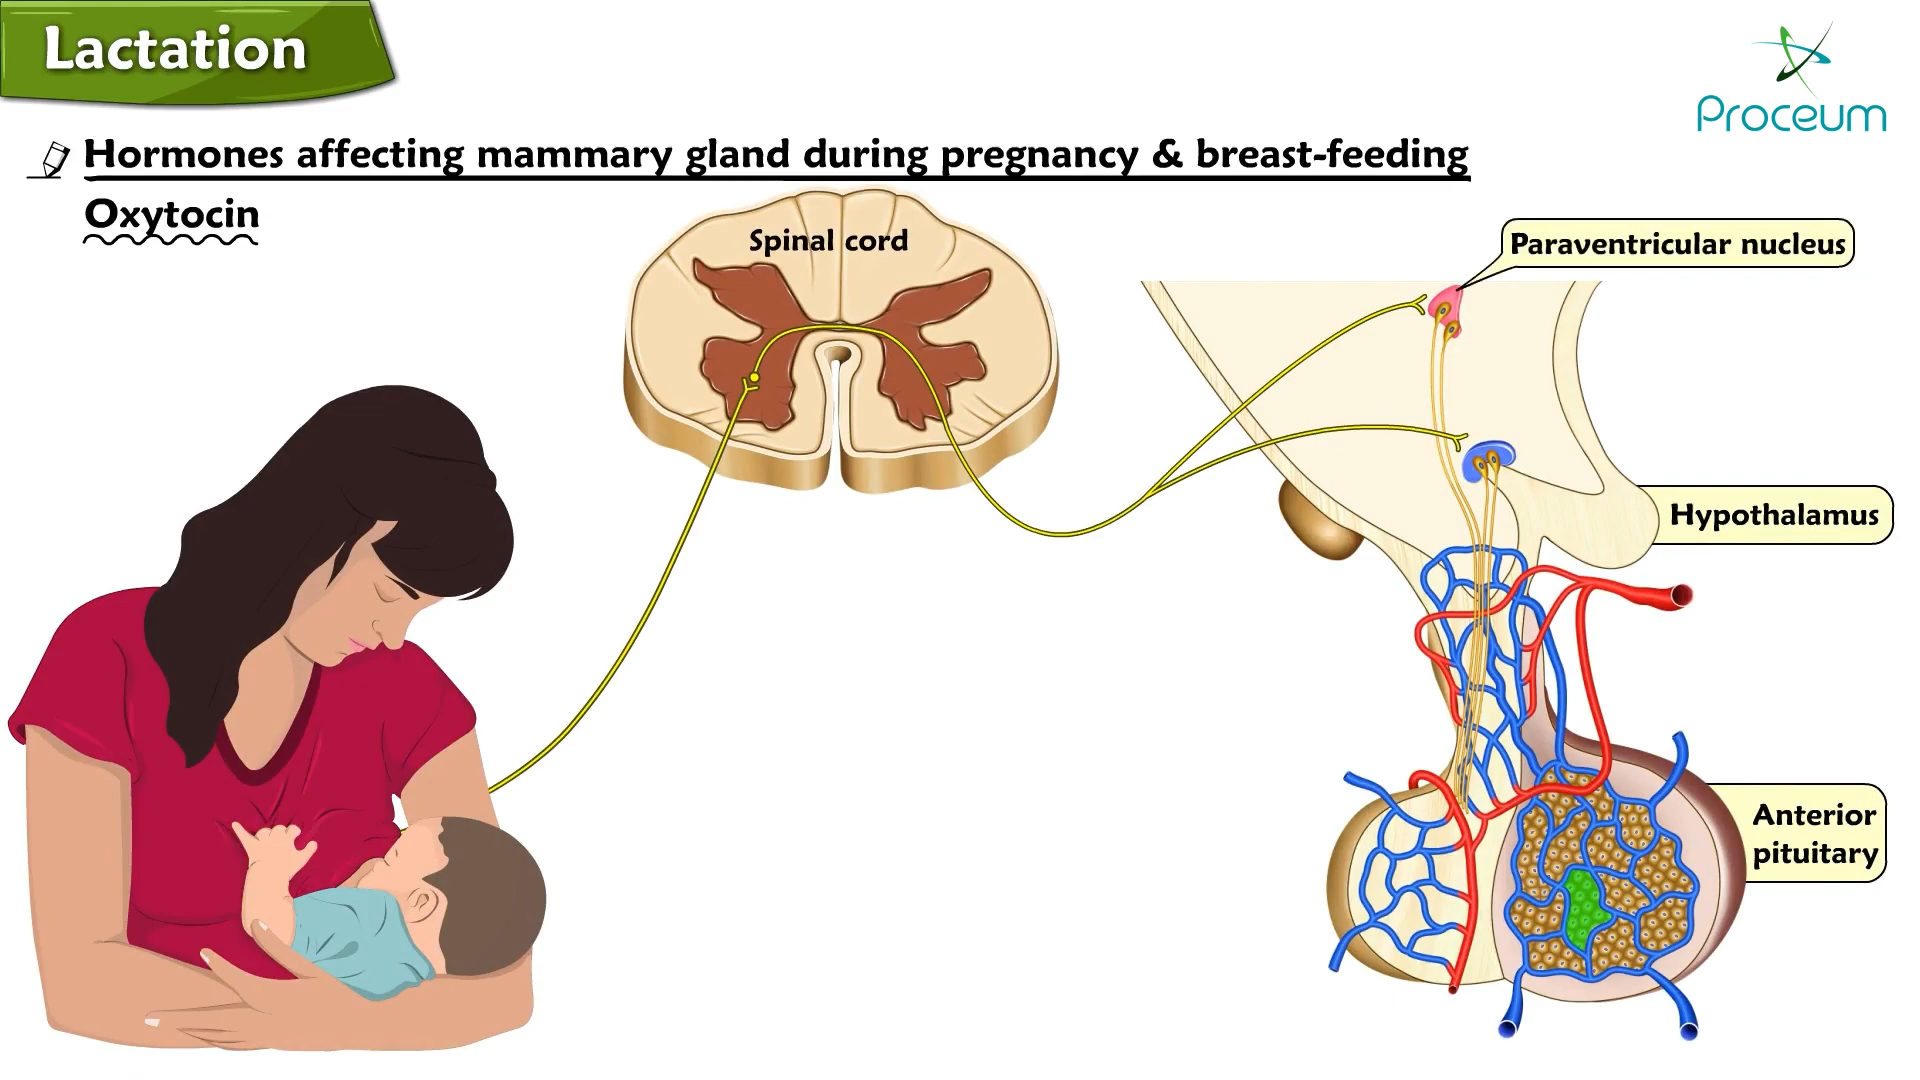 Lactation
Proceum
Hormones affecting mammary gland during pregnancy & breast-feeding
Oxytocin
Spinal cord
Paraventricular nucleus
Hypothalamus
Anterior
pituitary